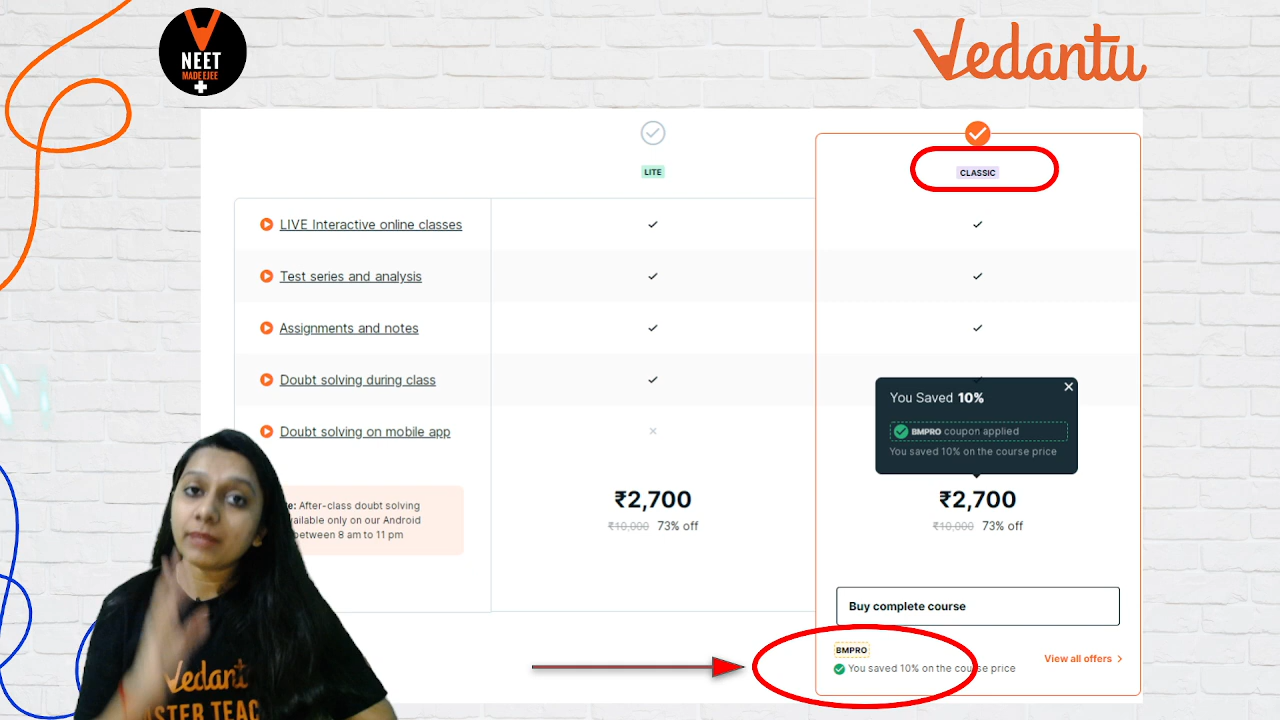 NEET
MADE EJEE
Vedantu
LITE
CLASSIC
LIVE Interactive online classes
Test series and analysis
Assignments and notes
Doubt solving during class
Doubt solving on mobile app
You Saved 10%
BMPRO coupon applied
You saved 10% on the course price
After-class doubt solving
only on our Android
between 8 am to 11 pm
₹2,700
₹10,000 73% off
₹2,700
₹10,000 73% off
Buy complete course
BMPRO
You saved 10% on the course price
View all offers
Vedant